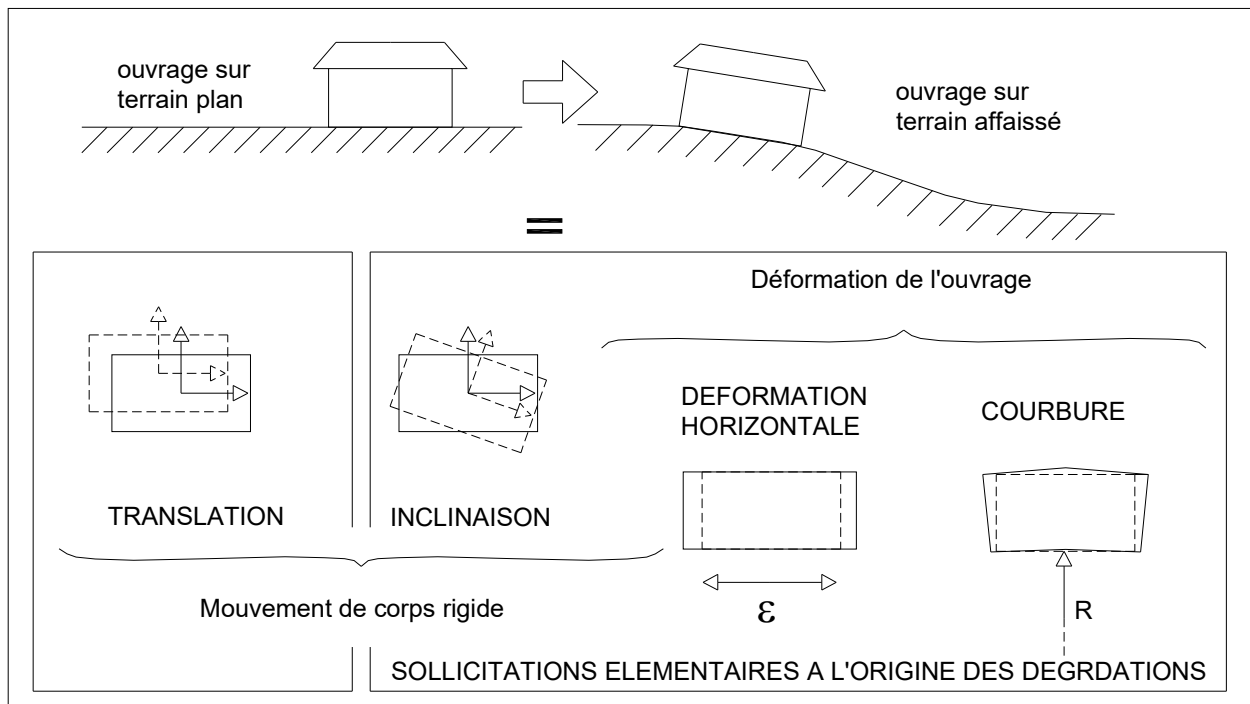 ouvrage sur
terrain plan
ouvrage sur
terrain affaissé
=
Déformation de l'ouvrage
DEFORMATION
HORIZONTALE
COURBURE
TRANSLATION
INCLINAISON
Mouvement de corps rigide
ε
R
SOLLICITATIONS ELEMENTAIRES A L'ORIGINE DES DEGRDATIONS